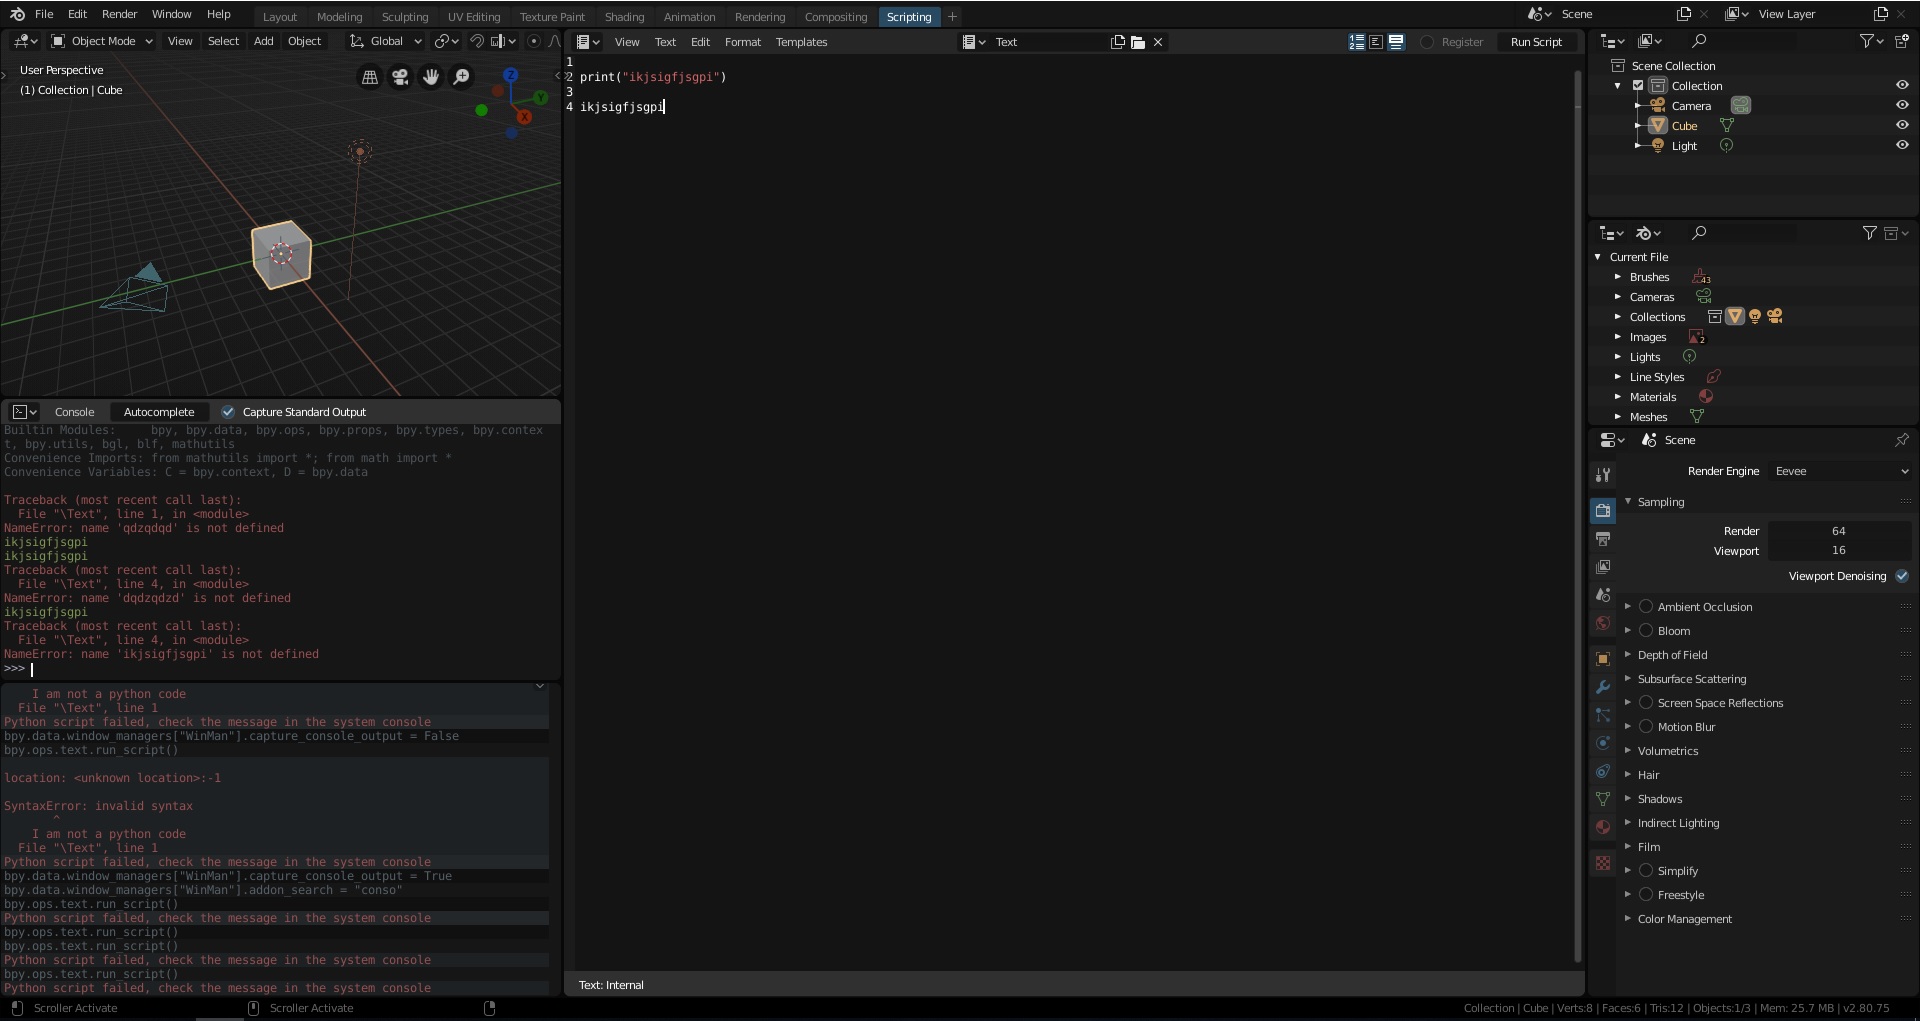 File Edit Render Window Help Layout Modeling Sculpting UV Editing Texture Paint Shading Animation Rendering Compositing Scripting + Scene View Layer
Object Mode View Select Add Object Global
User Perspective
(1) Collection | Cube
Z
Y
X
View Text Edit Format Templates Text Register Run Script
1
2 print("ikjsigfjsgpi")
3
4 ikjsigfjsgpi
Text: Internal
Console Autocomplete Capture Standard Output
Builtin Modules:     bpy, bpy.data, bpy.ops, bpy.props, bpy.types, bpy.contex
t, bpy.utils, bgl, blf, mathutils
Convenience Imports: from mathutils import *; from math import *
Convenience Variables: C = bpy.context, D = bpy.data
Traceback (most recent call last):
  File "\Text", line 1, in <module>
NameError: name 'qdzqdqd' is not defined
ikjsigfjsgpi
ikjsigfjsgpi
Traceback (most recent call last):
  File "\Text", line 4, in <module>
NameError: name 'dqdzqdzd' is not defined
ikjsigfjsgpi
Traceback (most recent call last):
  File "\Text", line 4, in <module>
NameError: name 'ikjsigfjsgpi' is not defined
>>>
    I am not a python code
  File "\Text", line 1
Python script failed, check the message in the system console
bpy.data.window_managers["WinMan"].capture_console_output = False
bpy.ops.text.run_script()
location: <unknown location>:-1
SyntaxError: invalid syntax
       ^
    I am not a python code
  File "\Text", line 1
Python script failed, check the message in the system console
bpy.data.window_managers["WinMan"].capture_console_output = True
bpy.data.window_managers["WinMan"].addon_search = "conso"
bpy.ops.text.run_script()
Python script failed, check the message in the system console
bpy.ops.text.run_script()
bpy.ops.text.run_script()
Python script failed, check the message in the system console
bpy.ops.text.run_script()
Python script failed, check the message in the system console
Scene Collection
Collection
Camera
Cube
Light
Current File
Brushes 43
Cameras
Collections
Images 2
Lights
Line Styles
Materials
Meshes
Scene
Render Engine Eevee
Sampling
Render 64
Viewport 16
Viewport Denoising
Ambient Occlusion
Bloom
Depth of Field
Subsurface Scattering
Screen Space Reflections
Motion Blur
Volumetrics
Hair
Shadows
Indirect Lighting
Film
Simplify
Freestyle
Color Management
Scroller Activate Scroller Activate Collection | Cube | Verts:8 | Faces:6 | Tris:12 | Objects:1/3 | Mem: 25.7 MB | v2.80.75